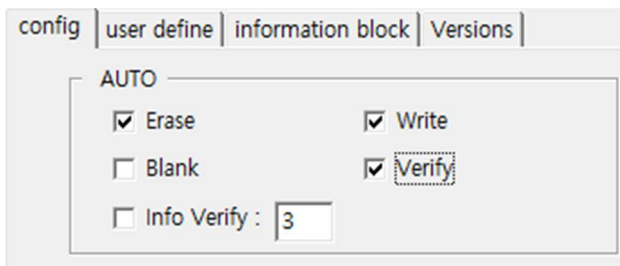 config user define information block Versions
AUTO
Erase Write
Blank Verify
Info Verify : 3